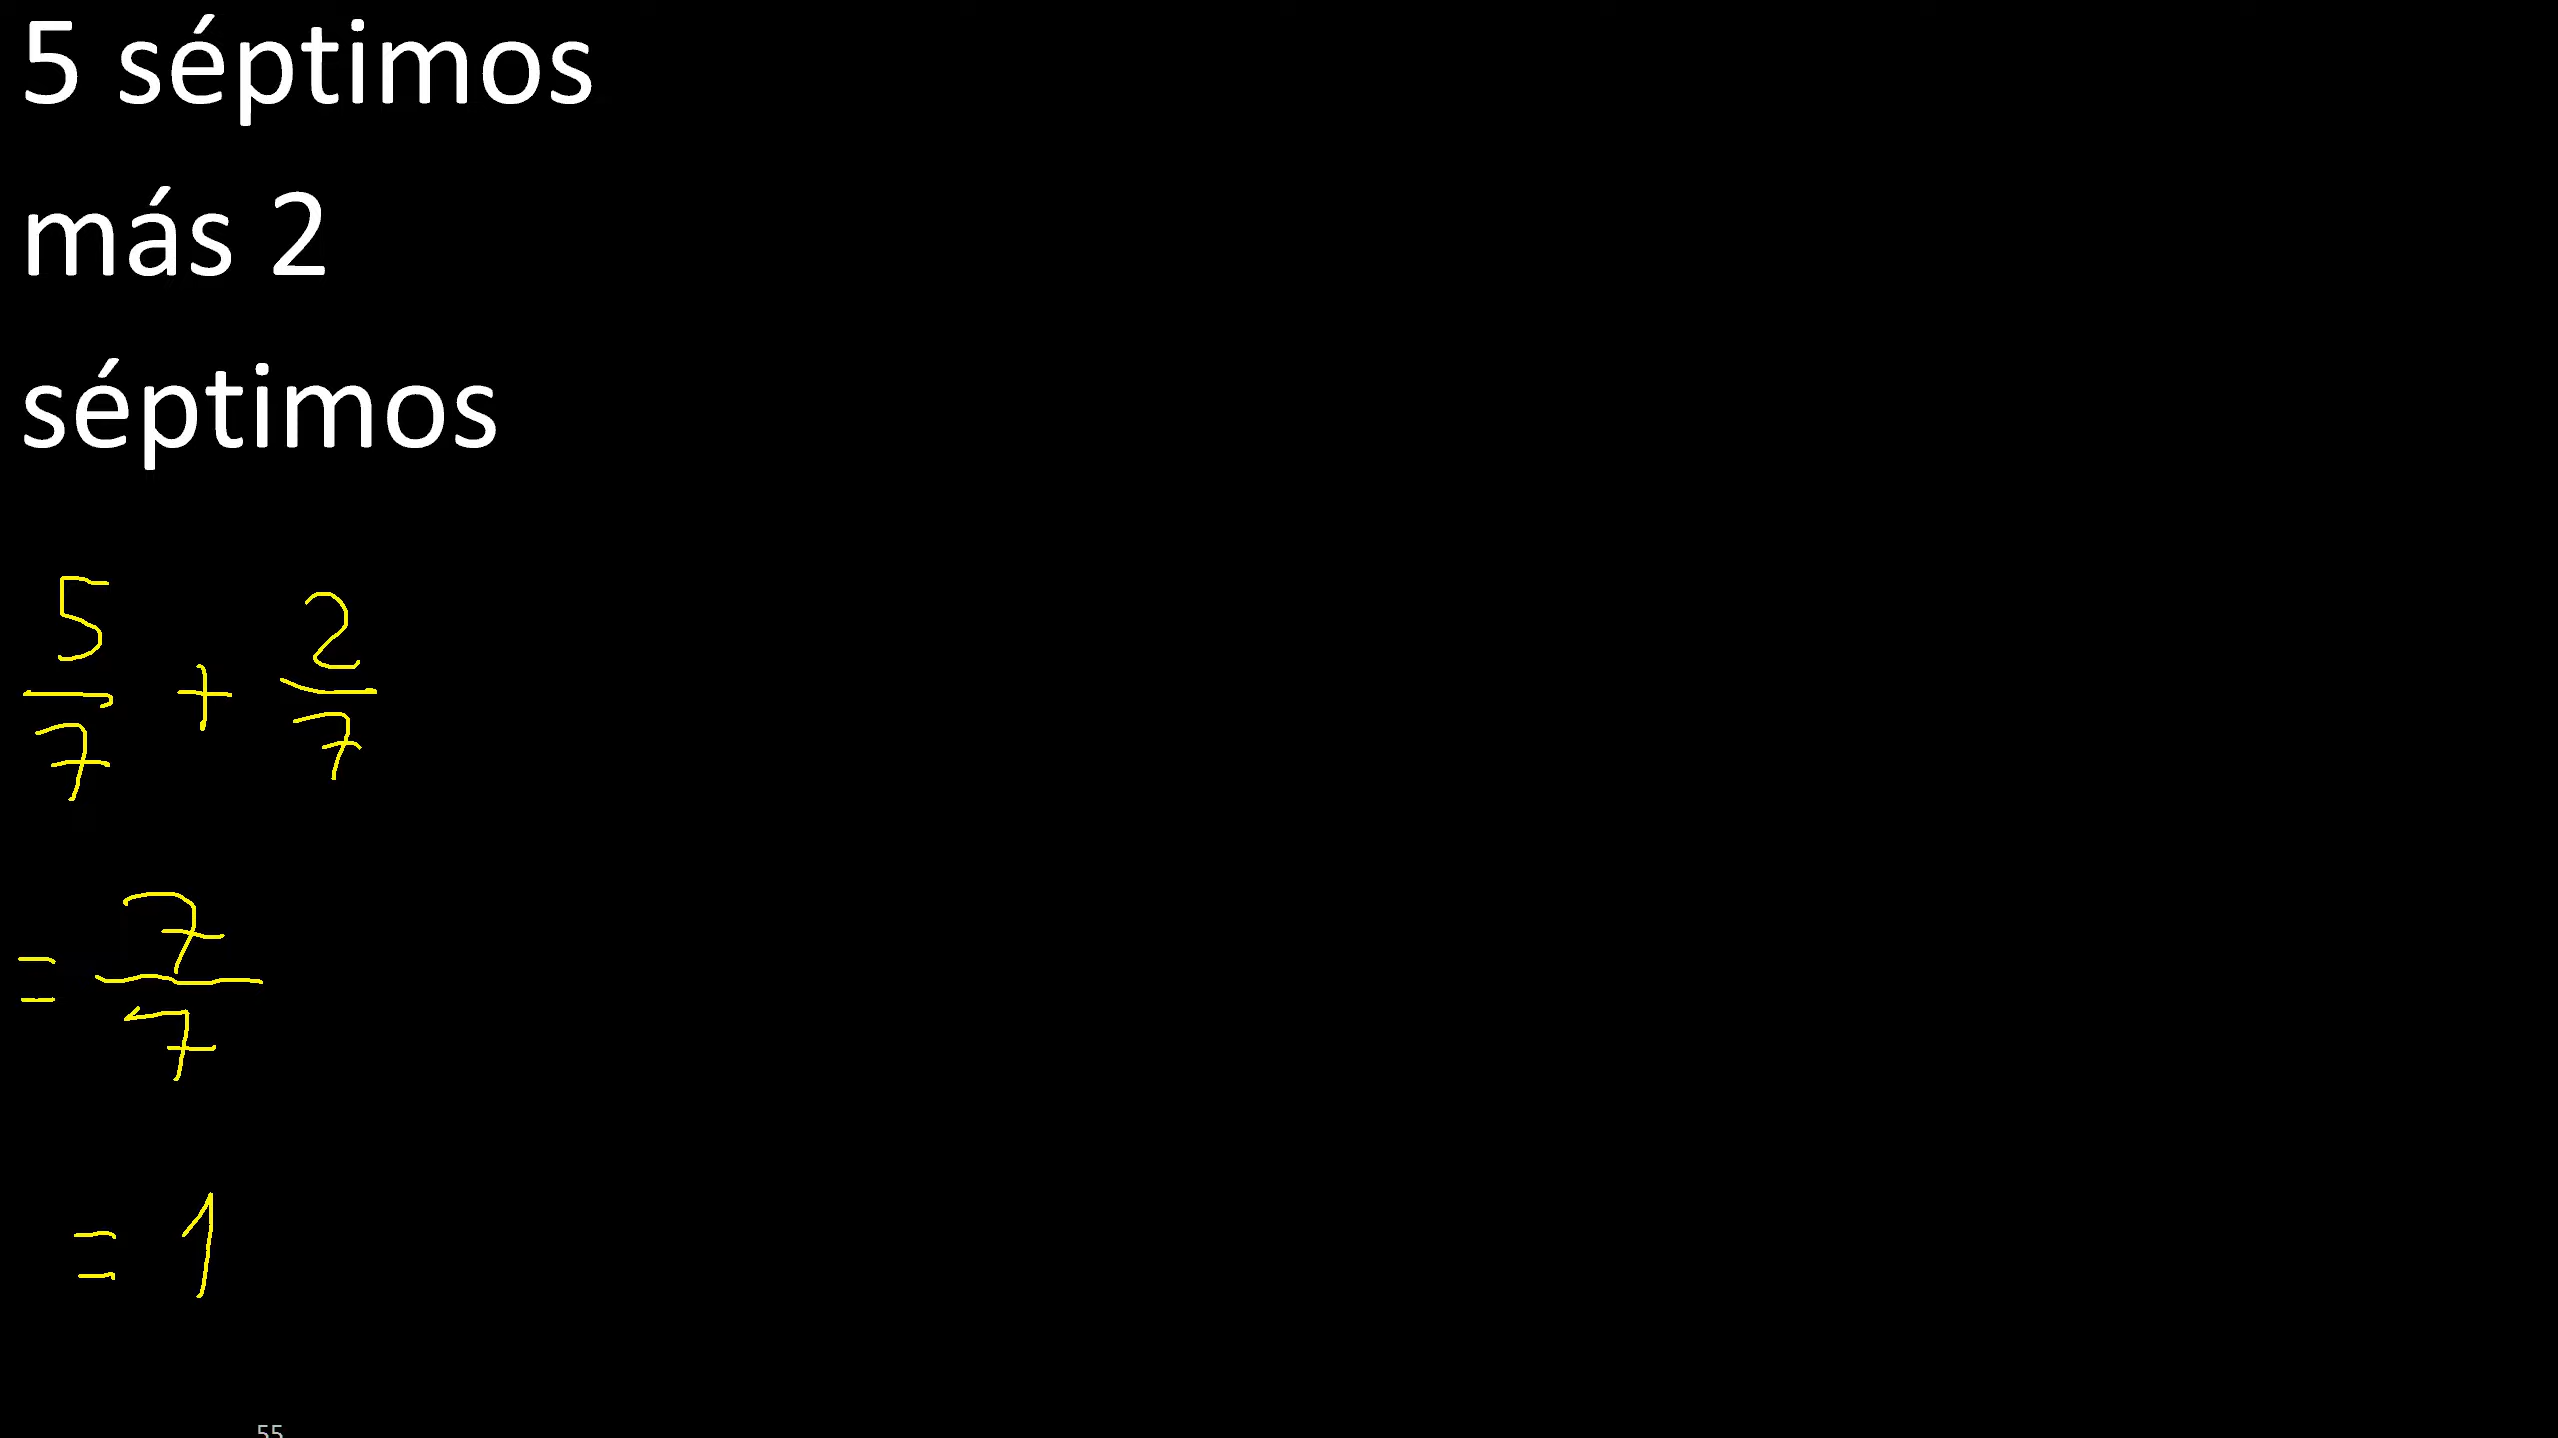 5 séptimos
más 2
séptimos
5/7 + 2/7
= 7/7
= 1
55